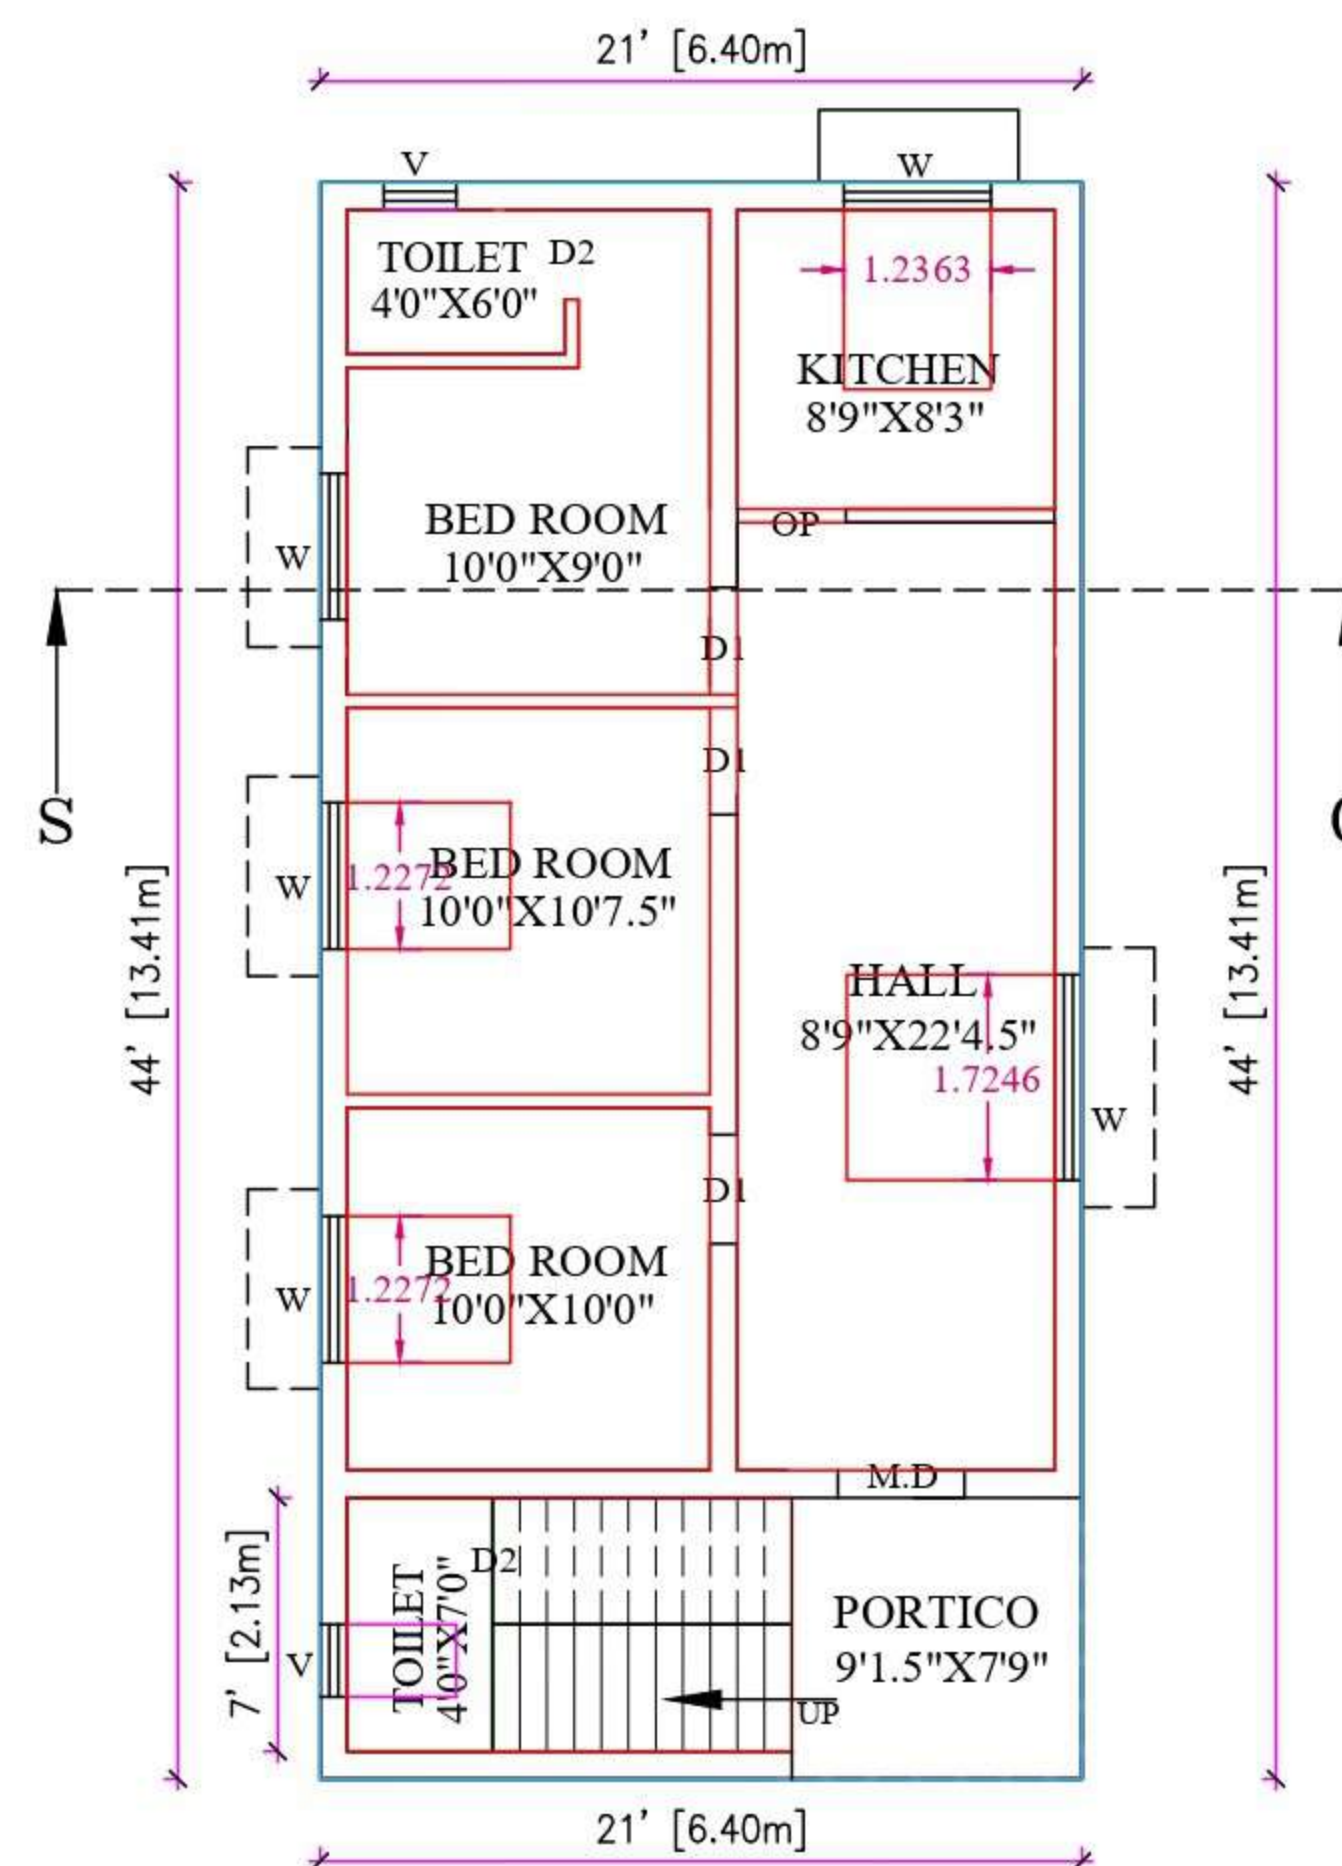 21' [6.40m]
V
W
TOILET D2
4'0"X6'0"
1.2363
KITCHEN
8'9"X8'3"
OP
BED ROOM
10'0"X9'0"
W
D1
D1
S
BED ROOM
10'0"X10'7.5"
1.2272
W
44' [13.41m]
44' [13.41m]
HALL
8'9"X22'4.5"
1.7246
W
D1
BED ROOM
10'0"X10'0"
1.2272
W
M.D
D2
TOILET
4'0"X7'0"
7' [2.13m]
V
PORTICO
9'1.5"X7'9"
UP
21' [6.40m]